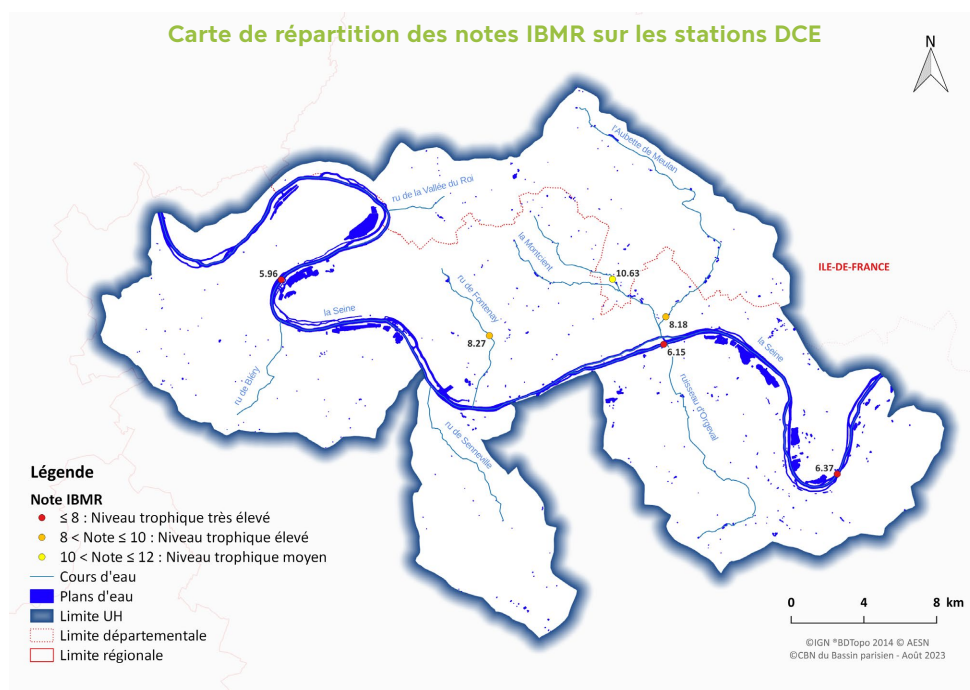 Carte de répartition des notes IBMR sur les stations DCE
N
l'Aubette de Meulan
ru de la Vallée du Roi
la Montcient
ILE-DE-FRANCE
10.63
5.96
ru de Fontenay
la Seine
8.18
8.27
6.15
la Seine
ru de Bléry
ruisseau d'Orgeval
ru de Senneville
6.37
Légende
Note IBMR
≤ 8 : Niveau trophique très élevé
8 < Note ≤ 10 : Niveau trophique élevé
10 < Note ≤ 12 : Niveau trophique moyen
Cours d'eau
Plans d'eau
Limite UH
Limite départementale
Limite régionale
0 4 8 km
©IGN ®BDTopo 2014 © AESN
©CBN du Bassin parisien - Août 2023